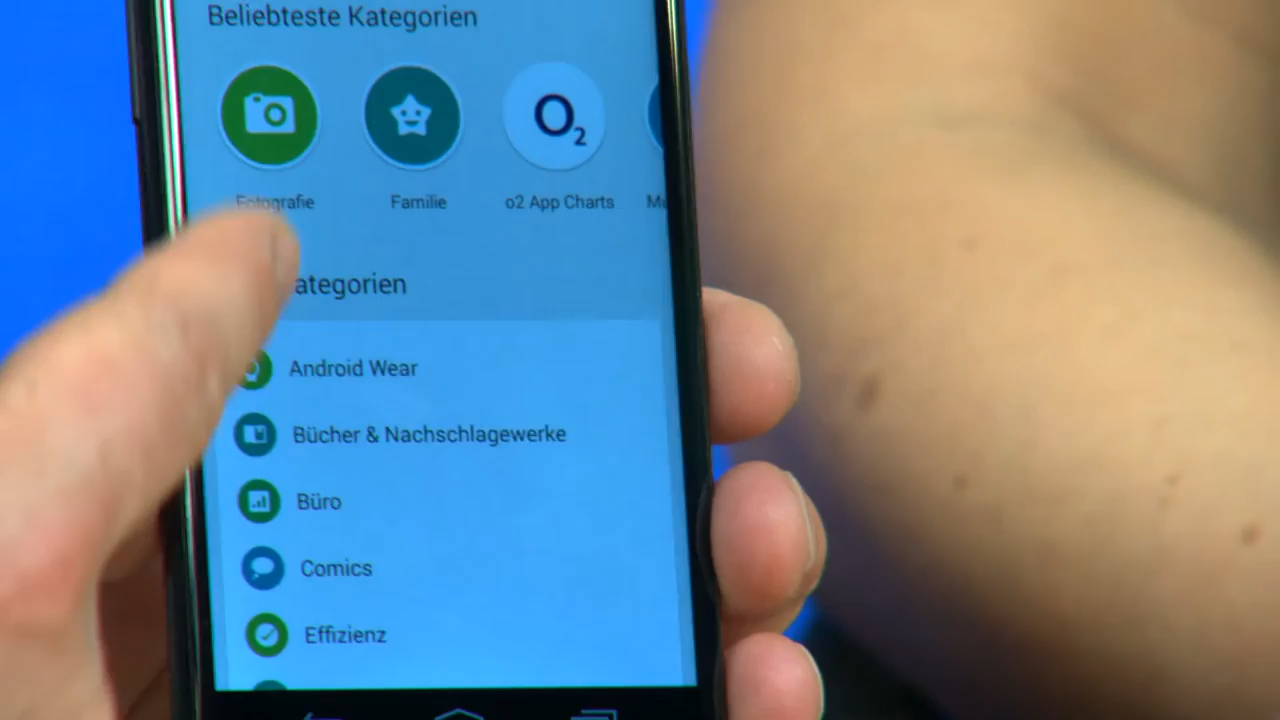 Beliebteste Kategorien
O2
Fotografie
Familie
o2 App Charts
ategorien
Android Wear
Bücher & Nachschlagewerke
Büro
Comics
Effizienz